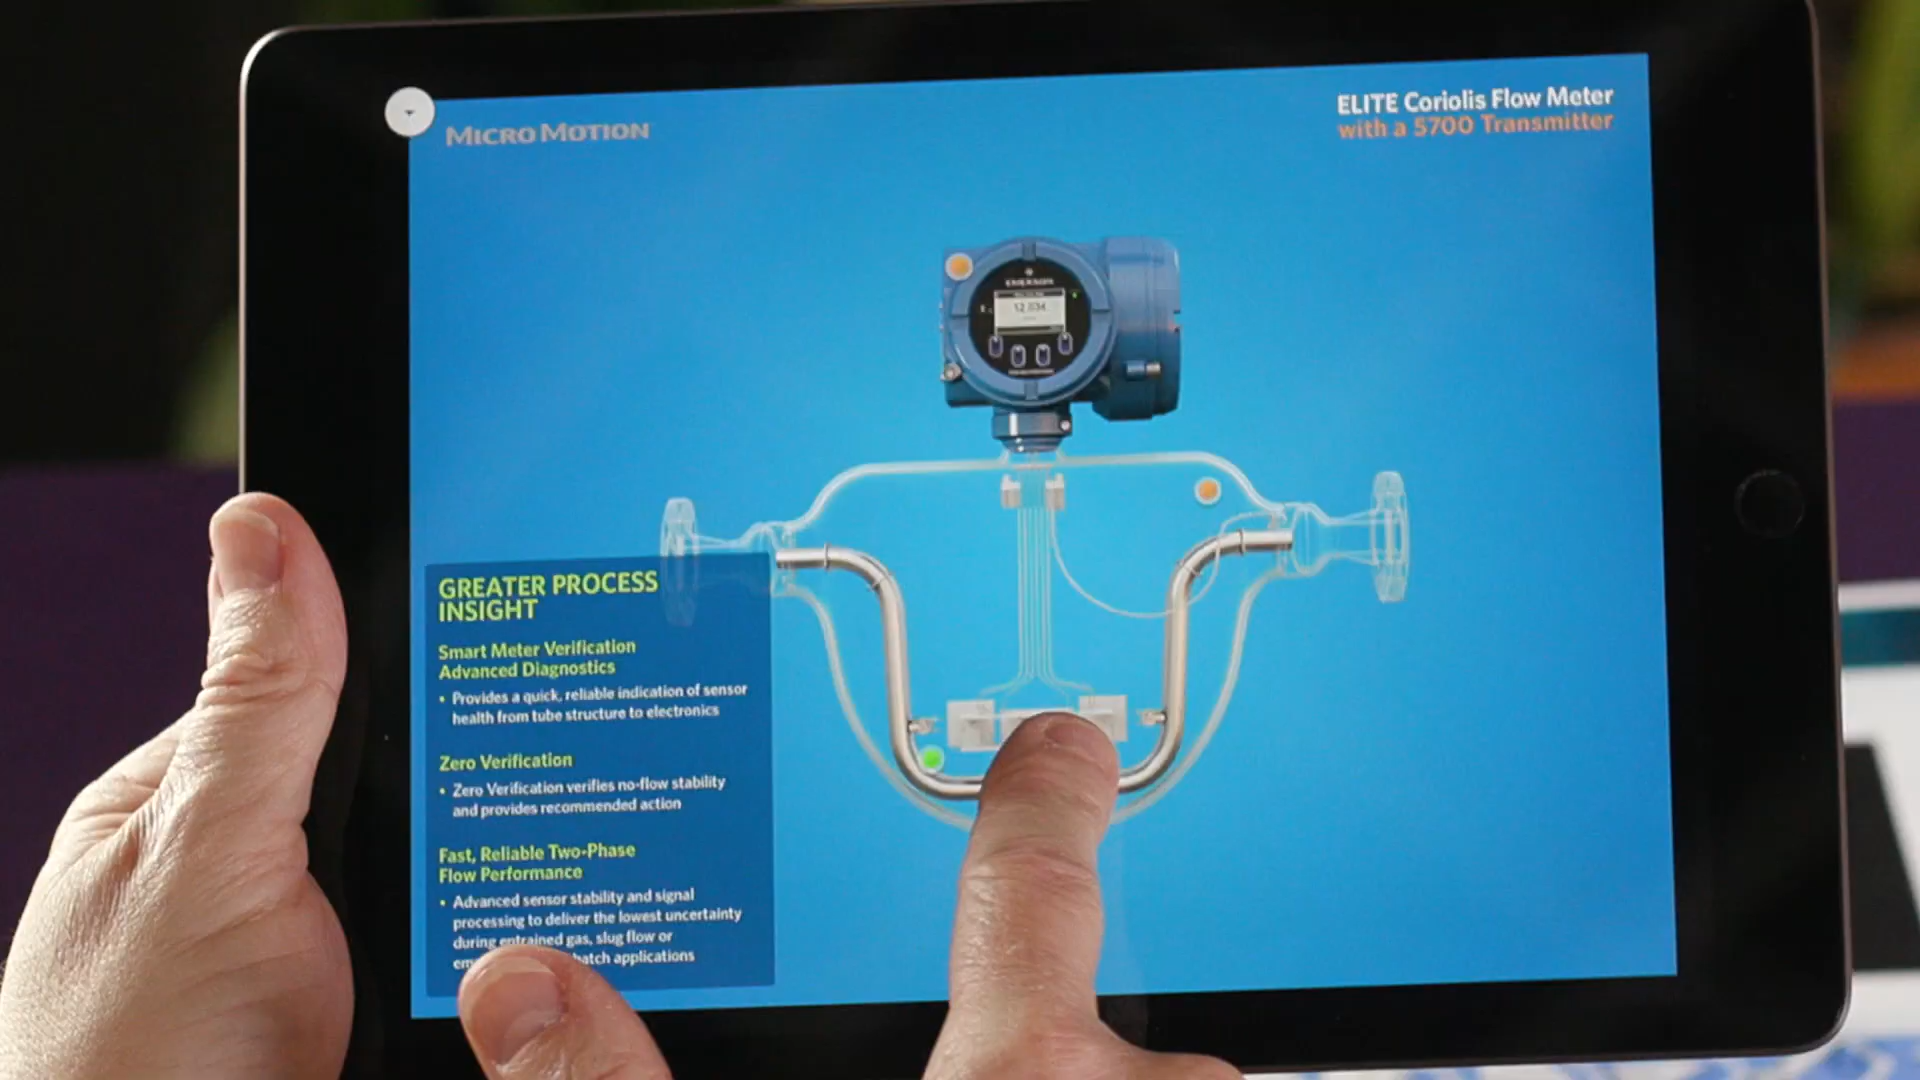 MICRO MOTION
ELITE Coriolis Flow Meter
with a 5700 Transmitter
EMERSON
GREATER PROCESS
INSIGHT
Smart Meter Verification
Advanced Diagnostics
• Provides a quick, reliable indication of sensor
health from tube structure to electronics
Zero Verification
• Zero Verification verifies no-flow stability
and provides recommended action
Fast, Reliable Two-Phase
Flow Performance
• Advanced sensor stability and signal
processing to deliver the lowest uncertainty
during entrained gas, slug flow or
batch applications